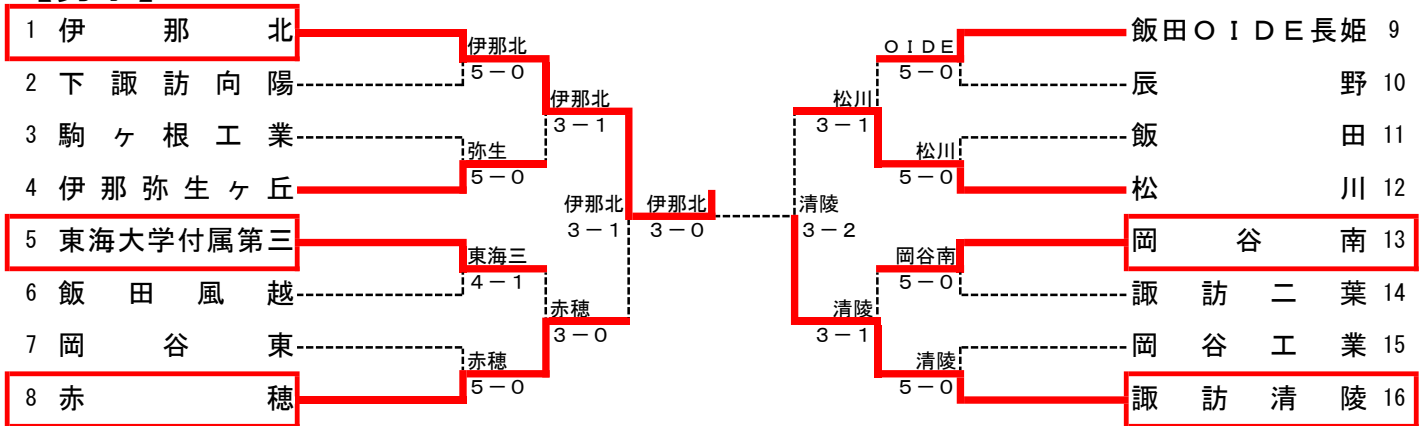 1 伊那北
2 下諏訪向陽
3 駒ヶ根工業
4 伊那弥生ヶ丘
5 東海大学付属第三
6 飯田風越
7 岡谷東
8 赤穂
伊那北
5-0
弥生
5-0
東海三
4-1
赤穂
5-0
伊那北
3-1
赤穂
3-0
伊那北
3-1
伊那北
3-0
清陵
3-2
松川
3-1
清陵
3-1
OIDE
5-0
松川
5-0
岡谷南
5-0
清陵
5-0
飯田OIDE長姫 9
辰野 10
飯田 11
松川 12
岡谷南 13
諏訪二葉 14
岡谷工業 15
諏訪清陵 16